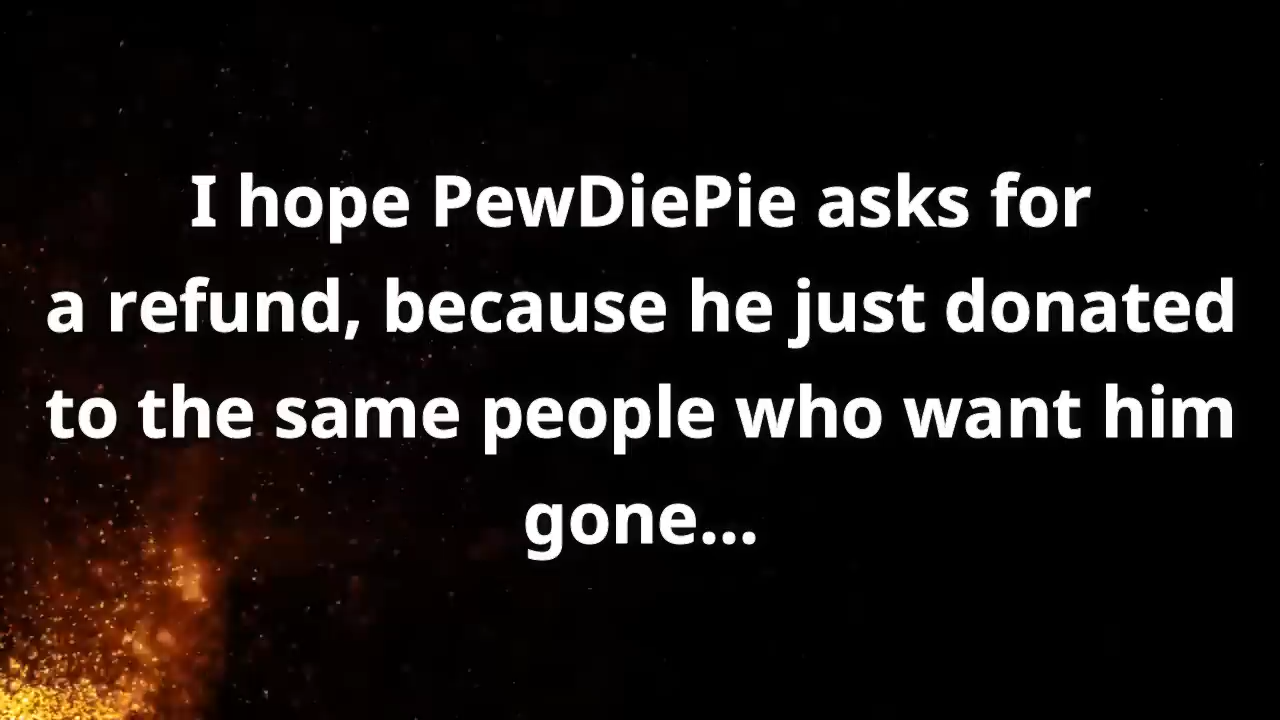 I hope PewDiePie asks for
a refund, because he just donated
to the same people who want him
gone...